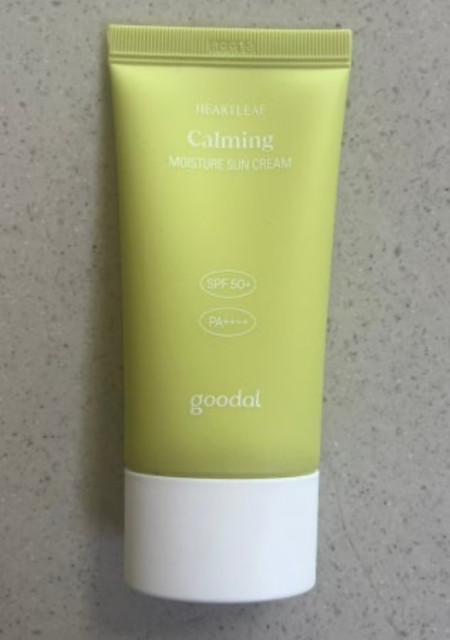 HEARTLEAF
Calming
MOISTURE SUN CREAM
SPF 50+
PA++++
goodal